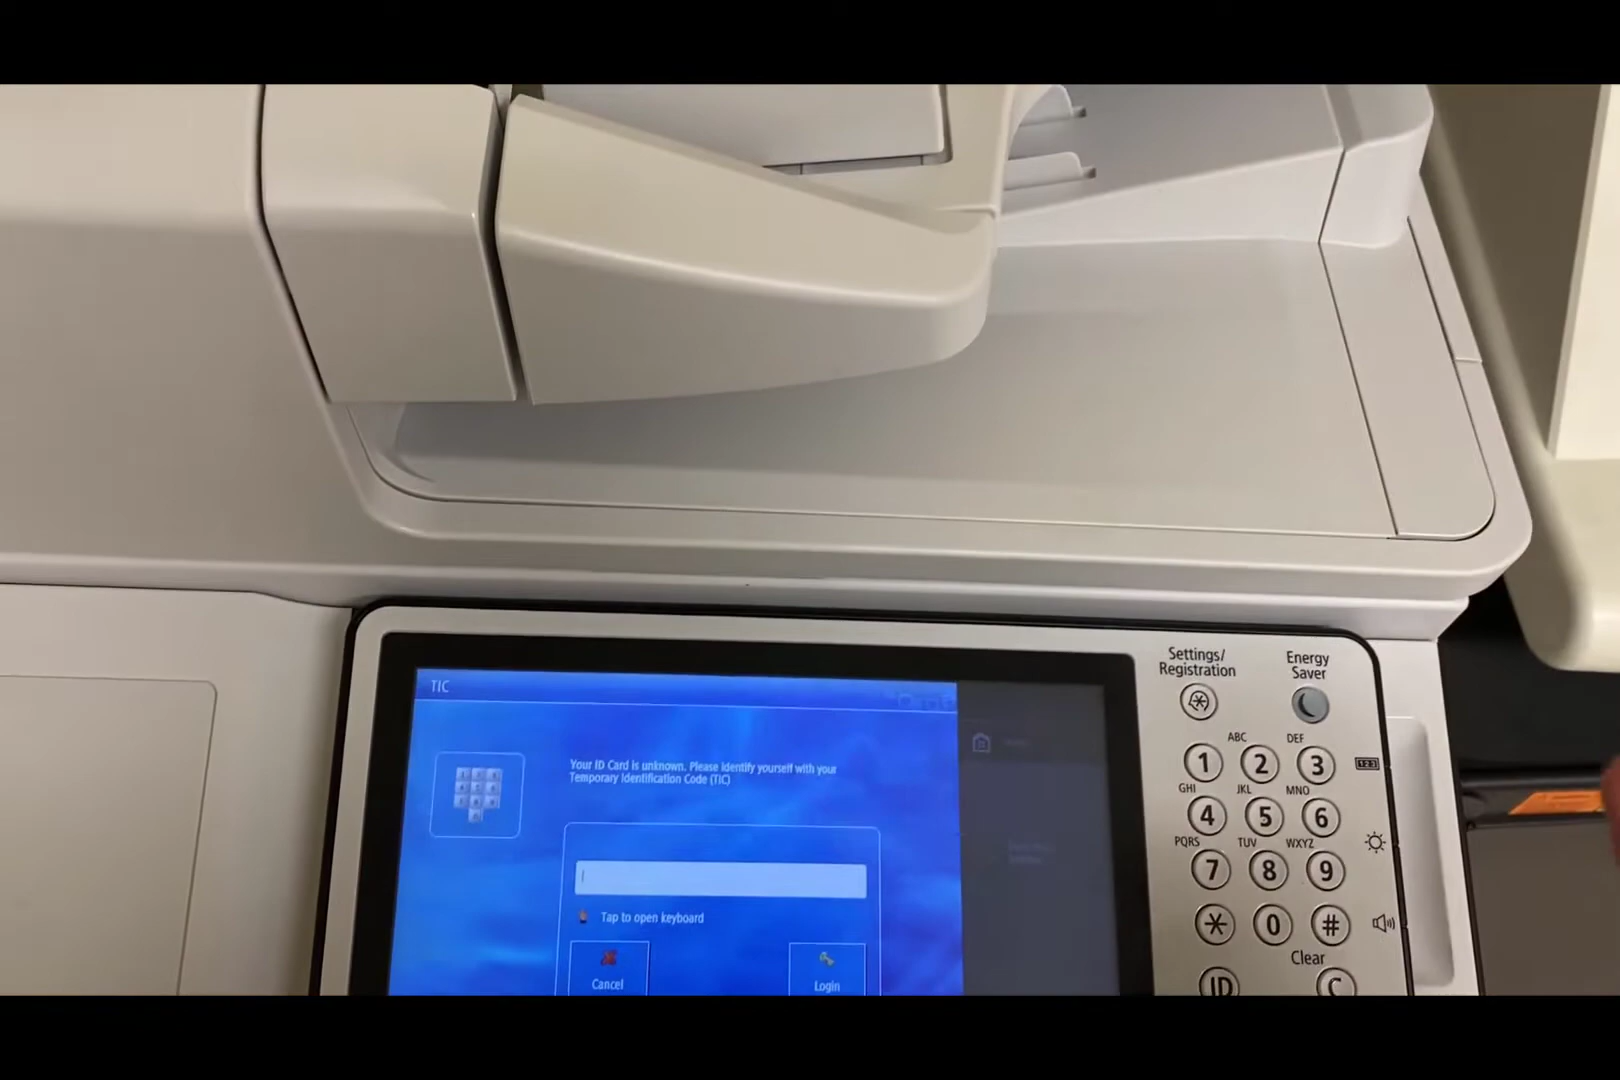 Settings/
Registration
Energy
Saver
TIC
Your ID Card is unknown. Please identify yourself with your
Temporary Identification Code (TIC)
Tap to open keyboard
Cancel
Login
ABC
DEF
1
2
3
GHI
JKL
MNO
4
5
6
PQRS
TUV
WXYZ
7
8
9
*
0
#
Clear
ID
C